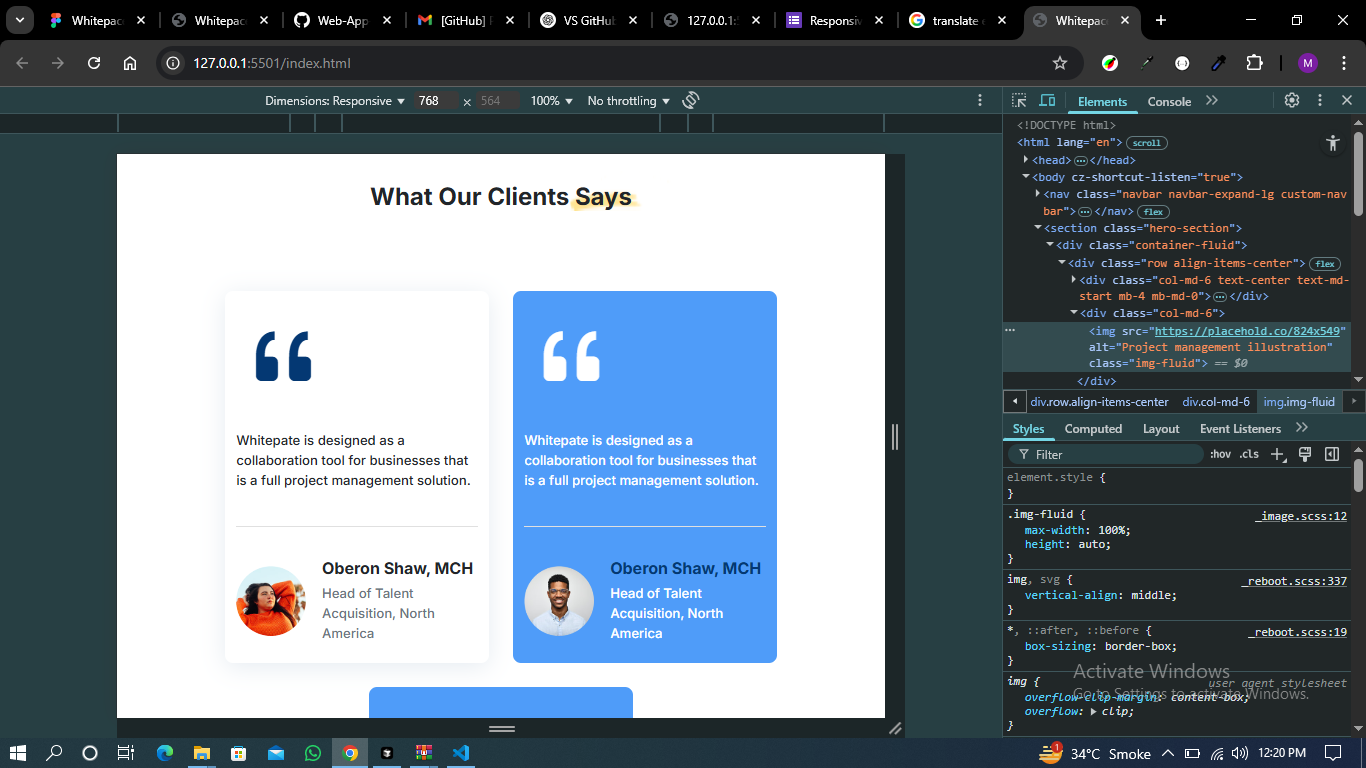 Whitepac
Whitepac
Web-App
[GitHub] P
VS GitHub
127.0.0.1:
Responsiv
translate e
Whitepac
127.0.0.1:5501/index.html
M
Dimensions: Responsive
768 × 564
100%
No throttling
What Our Clients Says
Whitepate is designed as a
collaboration tool for businesses that
is a full project management solution.
Oberon Shaw, MCH
Head of Talent
Acquisition, North
America
Whitepate is designed as a
collaboration tool for businesses that
is a full project management solution.
Oberon Shaw, MCH
Head of Talent
Acquisition, North
America
Elements Console
<!DOCTYPE html>
<html lang="en"> scroll
<head> </head>
<body cz-shortcut-listen="true">
<nav class="navbar navbar-expand-lg custom-nav
bar"> </nav> flex
<section class="hero-section">
<div class="container-fluid">
<div class="row align-items-center"> flex
<div class="col-md-6 text-center text-md-
start mb-4 mb-md-0"> </div>
<div class="col-md-6">
<img src="https://placehold.co/824x549"
alt="Project management illustration"
class="img-fluid"> == $0
</div>
div.row.align-items-center div.col-md-6 img.img-fluid
Styles Computed Layout Event Listeners
Filter :hov .cls
element.style {
}
.img-fluid { _image.scss:12
max-width: 100%;
height: auto;
}
img, svg { _reboot.scss:337
vertical-align: middle;
}
*, ::after, ::before { _reboot.scss:19
box-sizing: border-box;
}
img { user agent stylesheet
overflow-clip-margin: content-box;
overflow: clip;
}
Activate Windows
Go to Settings to activate Windows.
1
34°C Smoke
12:20 PM